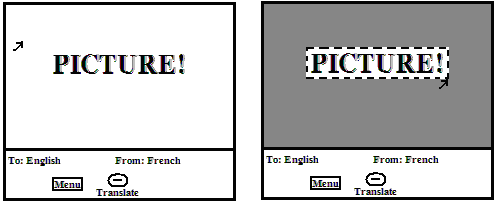 PICTURE!
To: English From: French
Menu
Translate
PICTURE!
To: English From: French
Menu
Translate